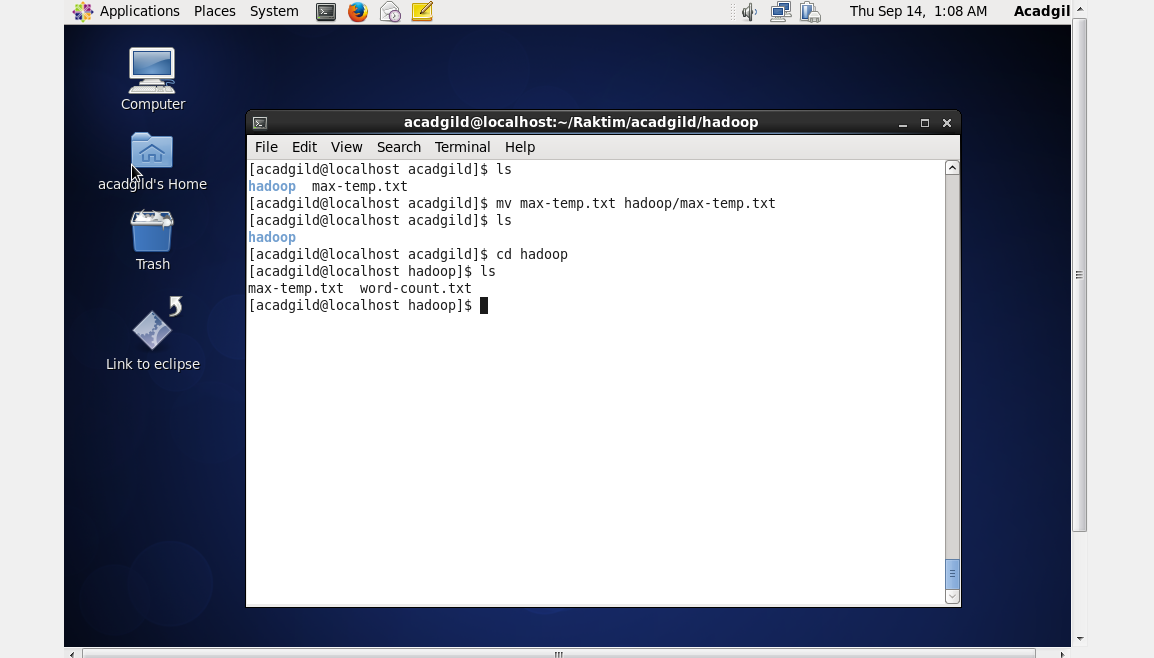 Applications Places System Thu Sep 14, 1:08 AM Acadgil
Computer
acadgild's Home
Trash
Link to eclipse
acadgild@localhost:~/Raktim/acadgild/hadoop
File Edit View Search Terminal Help
[acadgild@localhost acadgild]$ ls
hadoop  max-temp.txt
[acadgild@localhost acadgild]$ mv max-temp.txt hadoop/max-temp.txt
[acadgild@localhost acadgild]$ ls
hadoop
[acadgild@localhost acadgild]$ cd hadoop
[acadgild@localhost hadoop]$ ls
max-temp.txt  word-count.txt
[acadgild@localhost hadoop]$